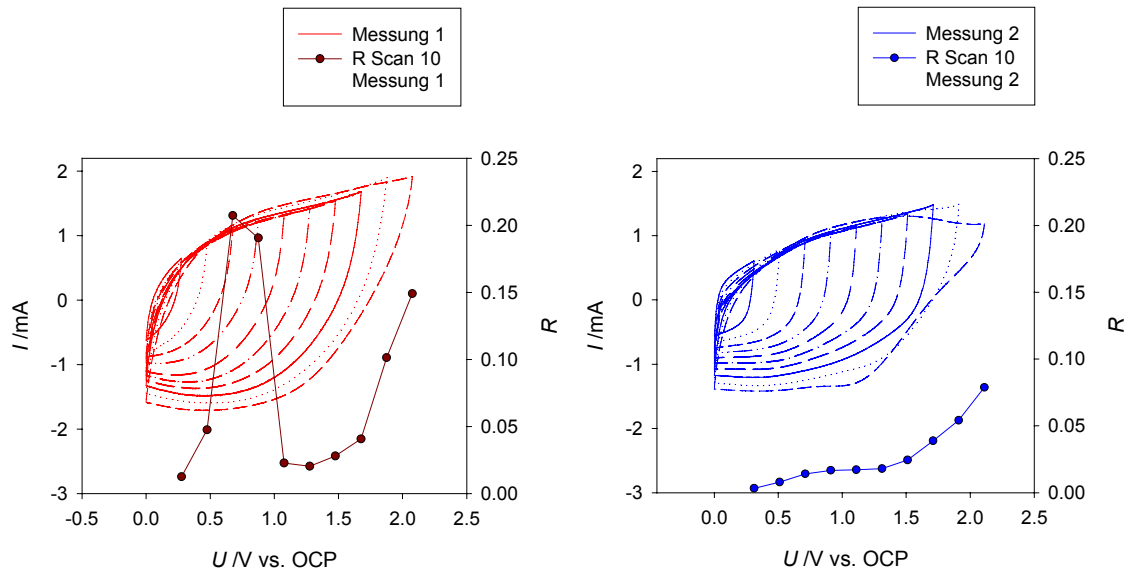 Messung 1
R Scan 10
Messung 1
Messung 2
R Scan 10
Messung 2
2
1
0
-1
-2
-3
I /mA
0.25
0.20
0.15
0.10
0.05
0.00
R
-0.5 0.0 0.5 1.0 1.5 2.0 2.5
U /V vs. OCP
2
1
0
-1
-2
-3
I /mA
0.25
0.20
0.15
0.10
0.05
0.00
R
0.0 0.5 1.0 1.5 2.0 2.5
U /V vs. OCP